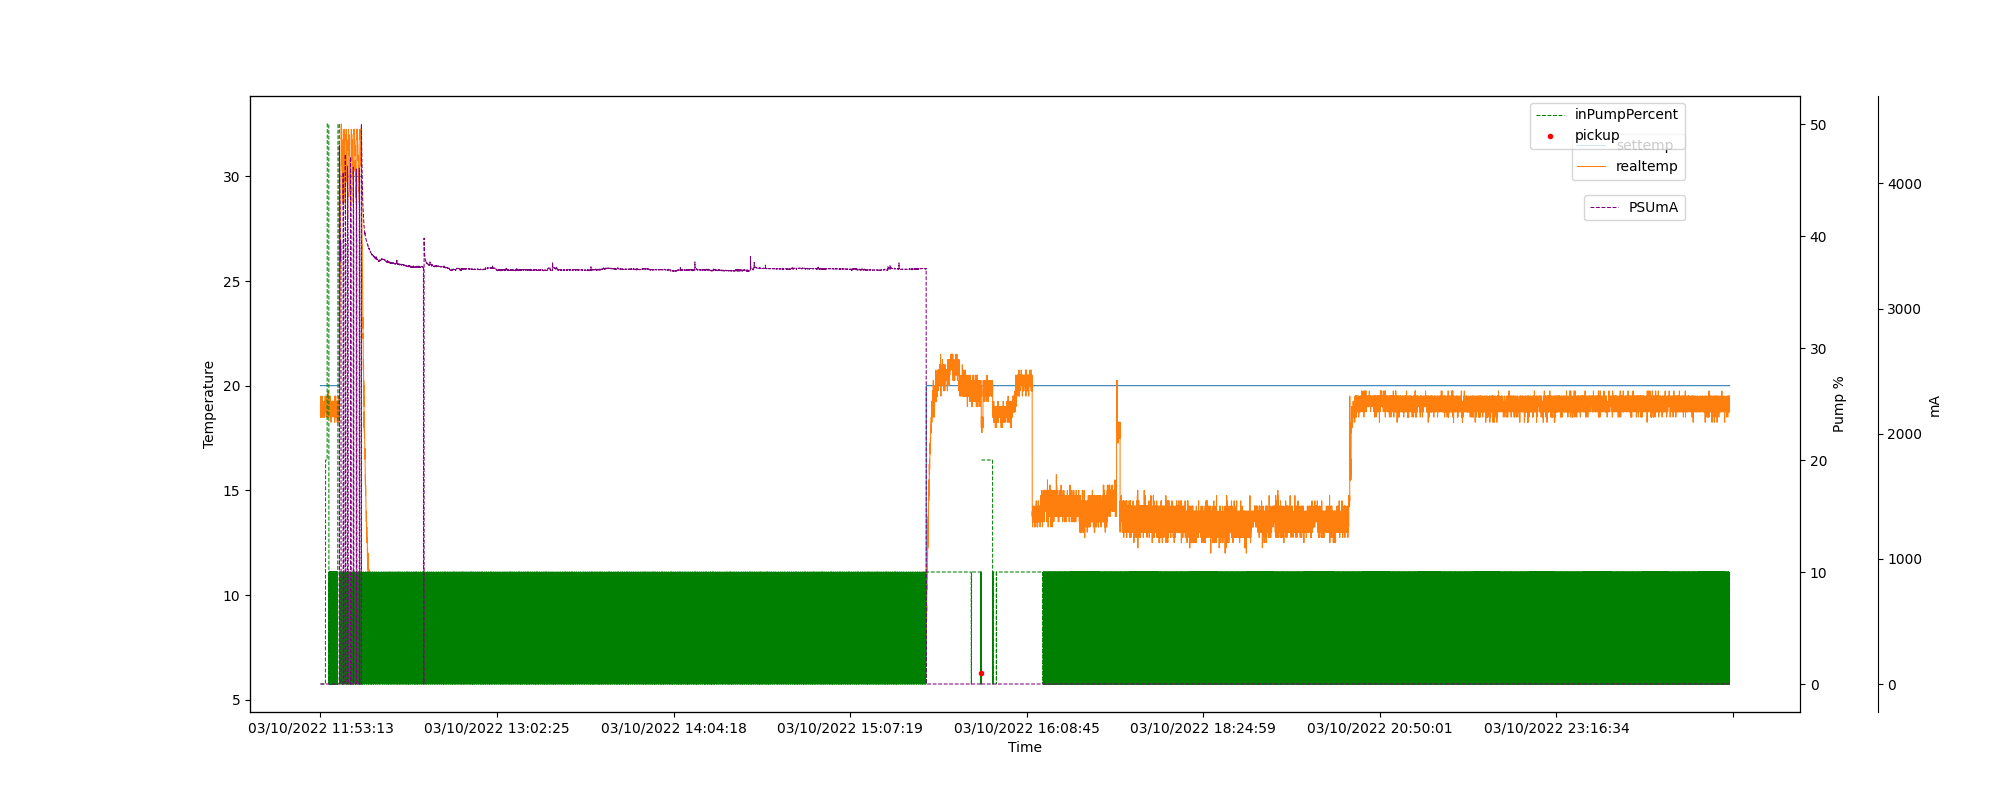 inPumpPercent
pickup
settemp
realtemp
PSUmA
Temperature
30
25
20
15
10
5
50
40
30
20
10
0
Pump %
4000
3000
2000
1000
0
mA
03/10/2022 11:53:13
03/10/2022 13:02:25
03/10/2022 14:04:18
03/10/2022 15:07:19
03/10/2022 16:08:45
03/10/2022 18:24:59
03/10/2022 20:50:01
03/10/2022 23:16:34
Time